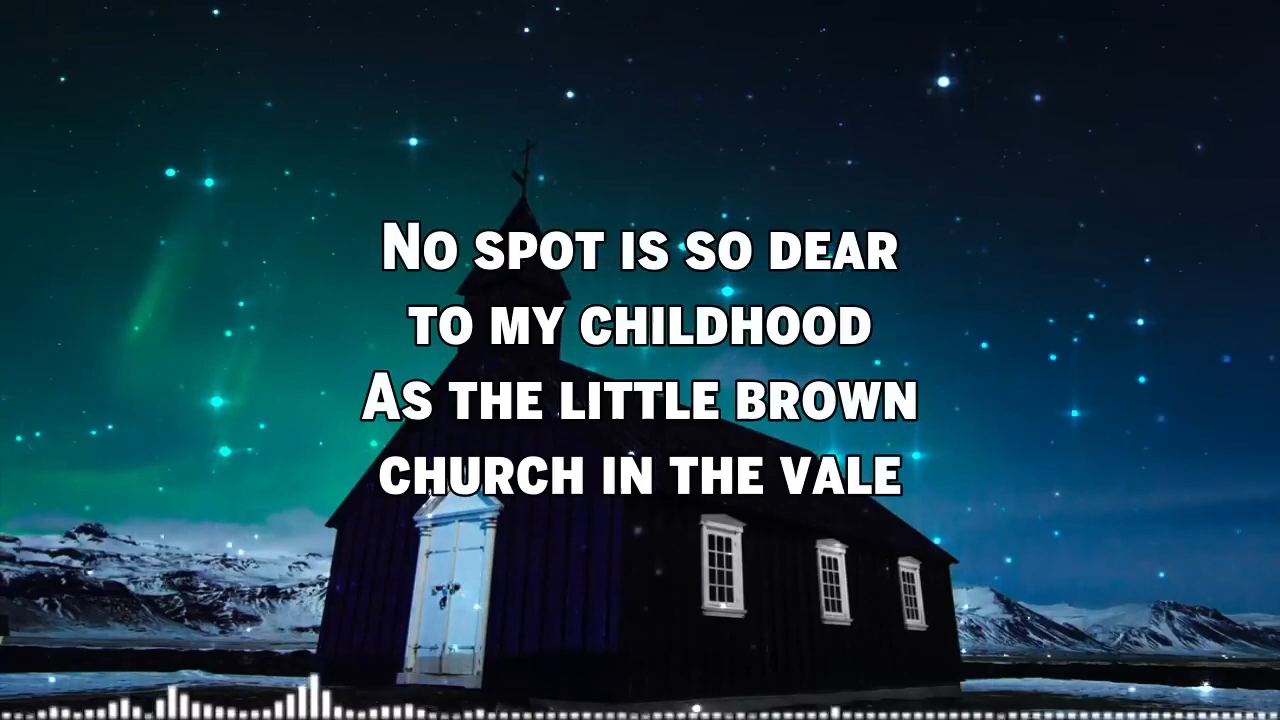 No spot is so dear
to my childhood
As the little brown
church in the vale